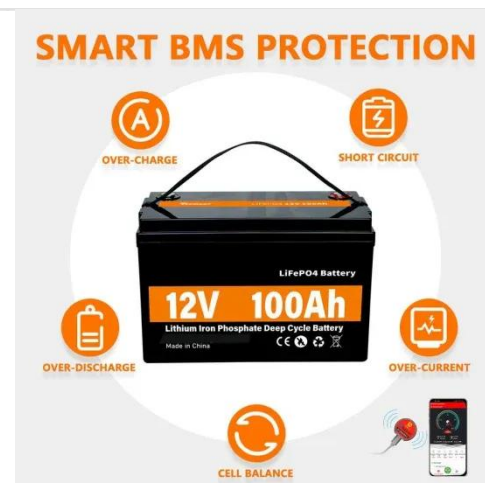 SMART BMS PROTECTION
A
OVER-CHARGE
SHORT CIRCUIT
LiFePO4 Battery
12V 100Ah
Lithium Iron Phosphate Deep Cycle Battery
Made in China
CE
OVER-DISCHARGE
OVER-CURRENT
CELL BALANCE